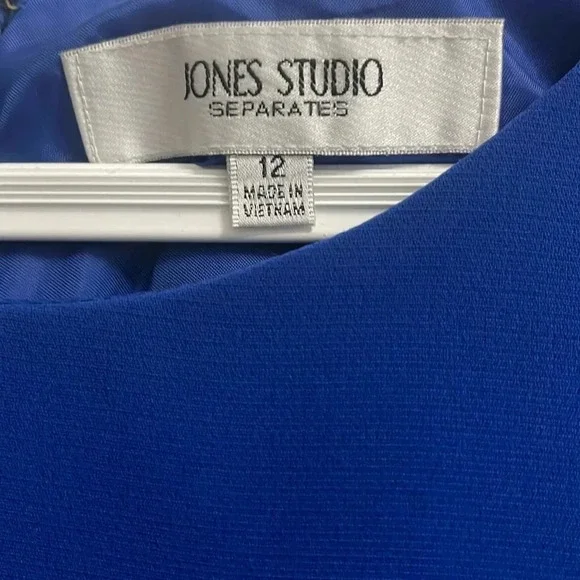 JONES STUDIO
SEPARATES
12
MADE IN
VIETNAM